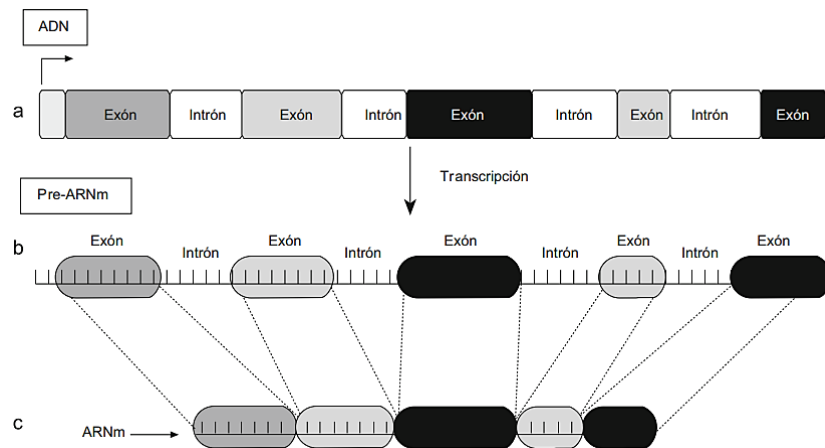 ADN
a
Exón Intrón Exón Intrón Exón Intrón Exón Intrón Exón
Transcripción
Pre-ARNm
b
Exón Intrón Exón Intrón Exón Intrón Exón Intrón Exón
c
ARNm